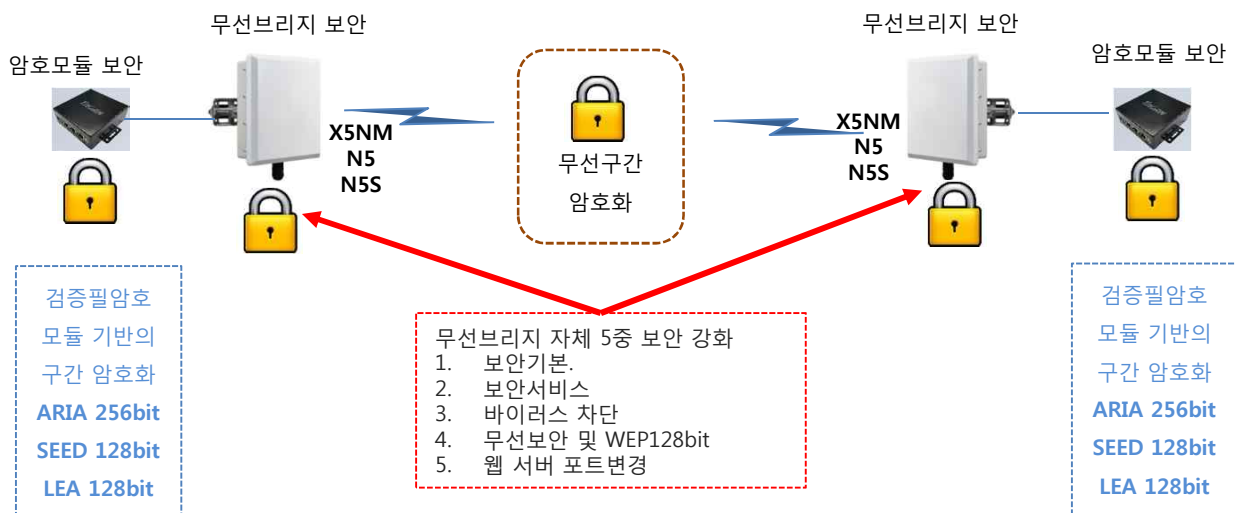 무선브리지 보안
무선브리지 보안
암호모듈 보안
암호모듈 보안
X5NM
N5
N5S
무선구간
암호화
X5NM
N5
N5S
검증필암호
모듈 기반의
구간 암호화
ARIA 256bit
SEED 128bit
LEA 128bit
무선브리지 자체 5중 보안 강화
1. 보안기본.
2. 보안서비스
3. 바이러스 차단
4. 무선보안 및 WEP128bit
5. 웹 서버 포트변경
검증필암호
모듈 기반의
구간 암호화
ARIA 256bit
SEED 128bit
LEA 128bit